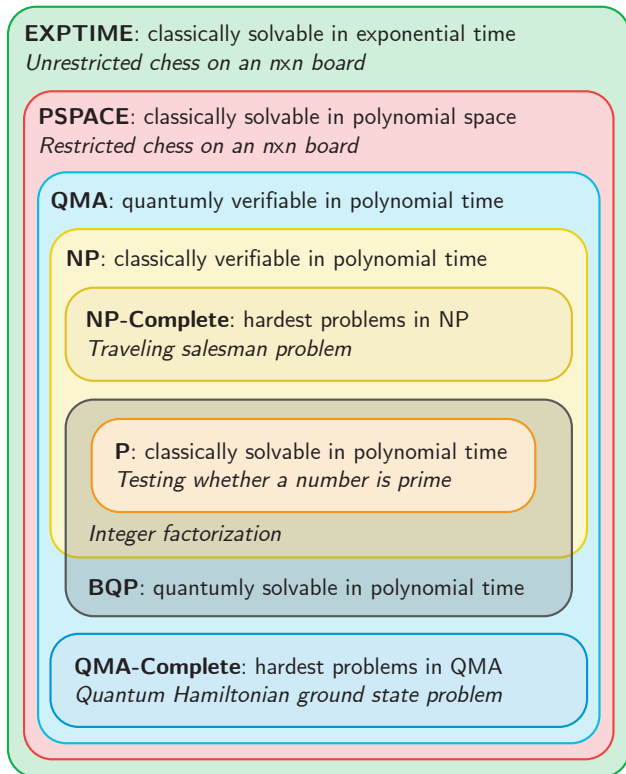 EXPTIME: classically solvable in exponential time
Unrestricted chess on an nxn board
PSPACE: classically solvable in polynomial space
Restricted chess on an nxn board
QMA: quantumly verifiable in polynomial time
NP: classically verifiable in polynomial time
NP-Complete: hardest problems in NP
Traveling salesman problem
P: classically solvable in polynomial time
Testing whether a number is prime
Integer factorization
BQP: quantumly solvable in polynomial time
QMA-Complete: hardest problems in QMA
Quantum Hamiltonian ground state problem